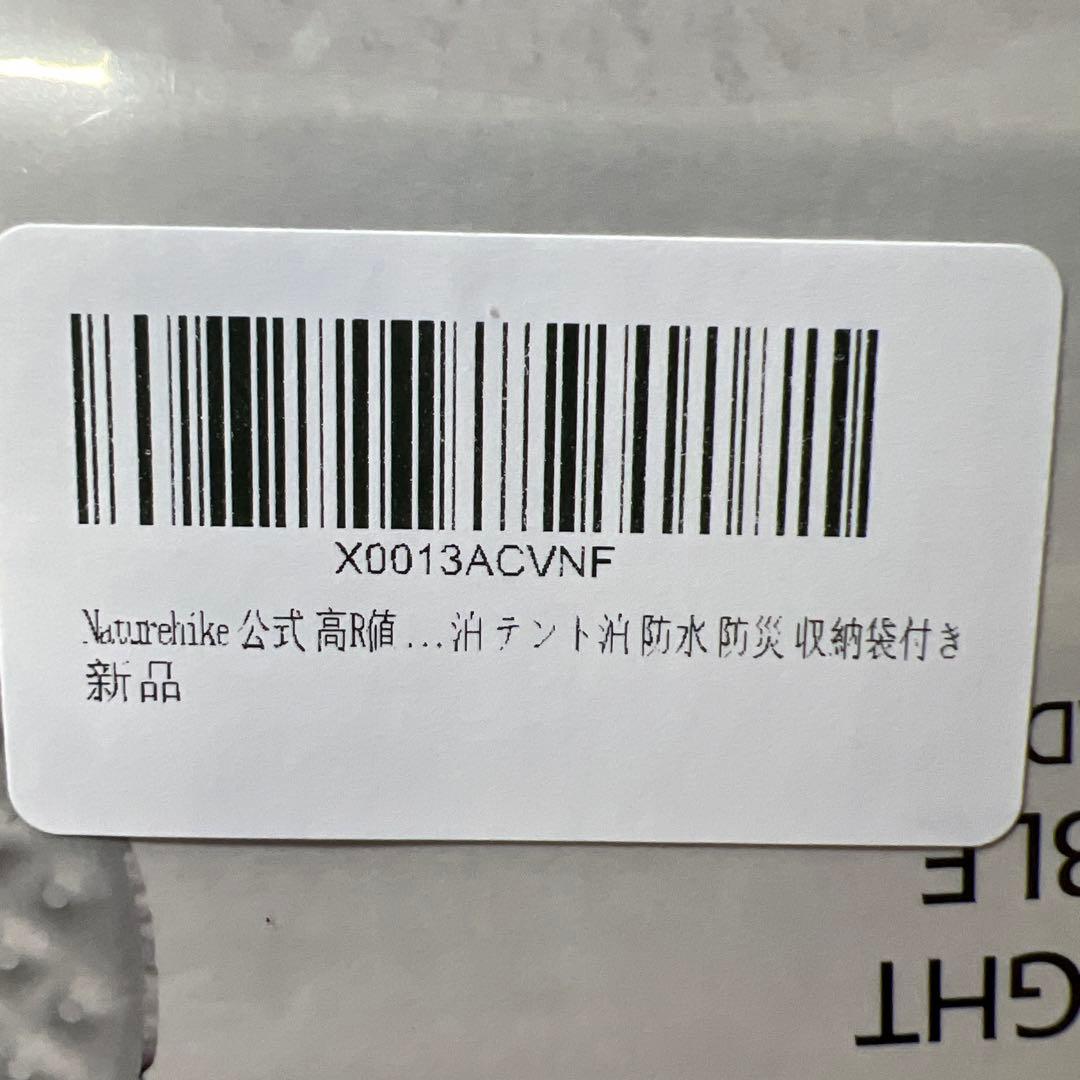 X0013ACVNF
Naturehike 公式 高R値 ...泊 テント泊 防水 防災 収納袋付き
新品
BLE
GHT